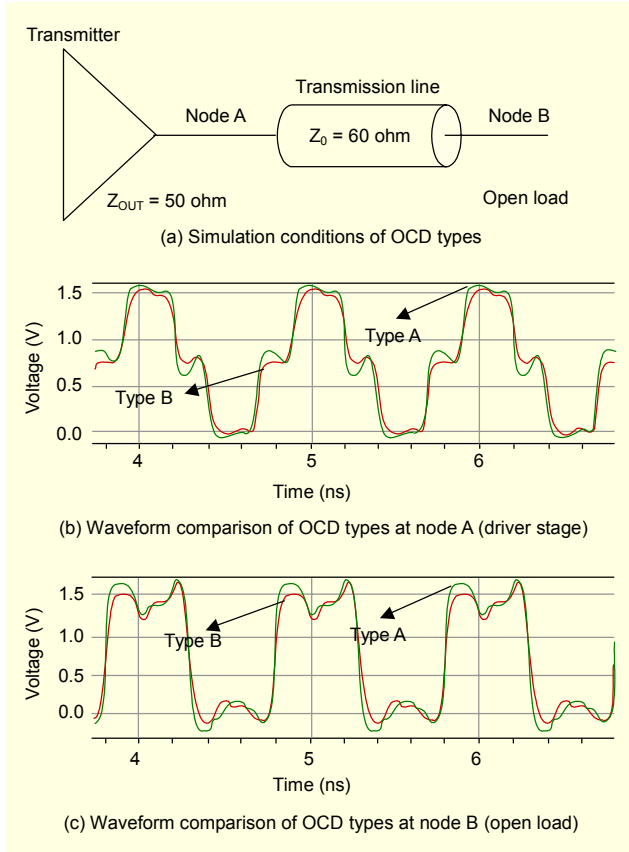 Transmitter
Transmission line
Node A
Node B
Z0 = 60 ohm
ZOUT = 50 ohm
Open load
(a) Simulation conditions of OCD types
Voltage (V)
1.5
1.0
0.5
0.0
Type A
Type B
4
5
6
Time (ns)
(b) Waveform comparison of OCD types at node A (driver stage)
Voltage (V)
1.5
1.0
0.5
0.0
Type B
Type A
4
5
6
Time (ns)
(c) Waveform comparison of OCD types at node B (open load)